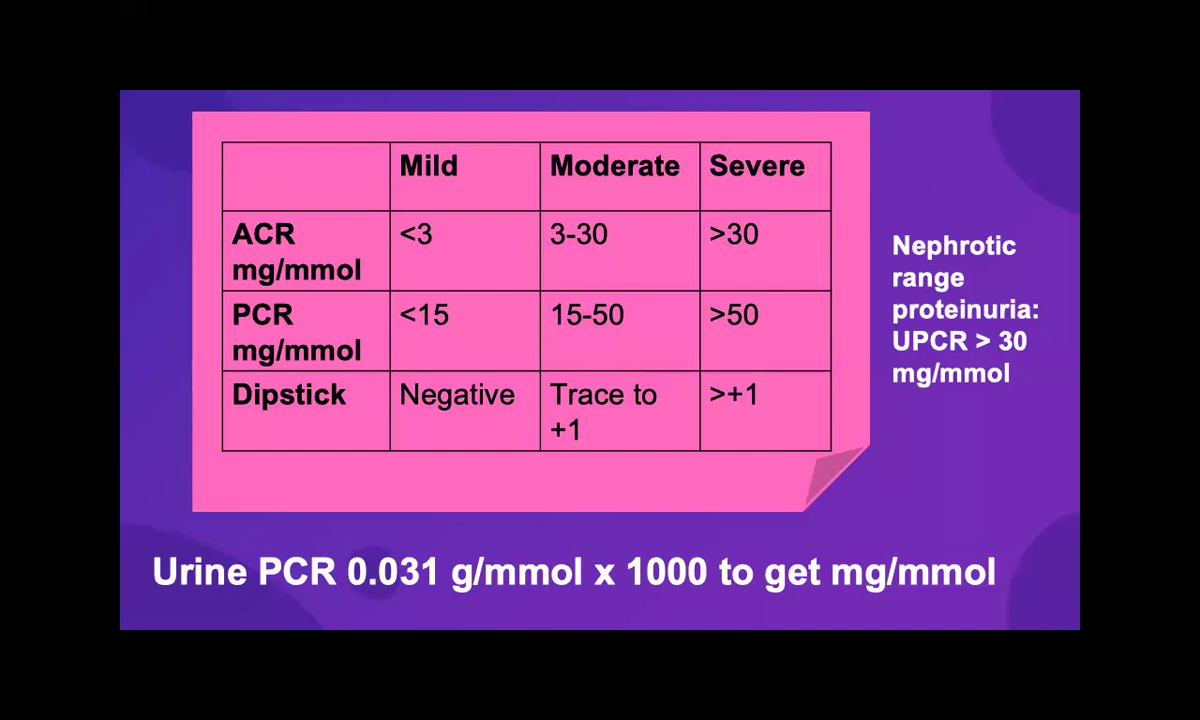 Mild Moderate Severe
ACR mg/mmol <3 3-30 >30
PCR mg/mmol <15 15-50 >50
Dipstick Negative Trace to +1 >+1
Nephrotic
range
proteinuria:
UPCR > 30
mg/mmol
Urine PCR 0.031 g/mmol x 1000 to get mg/mmol